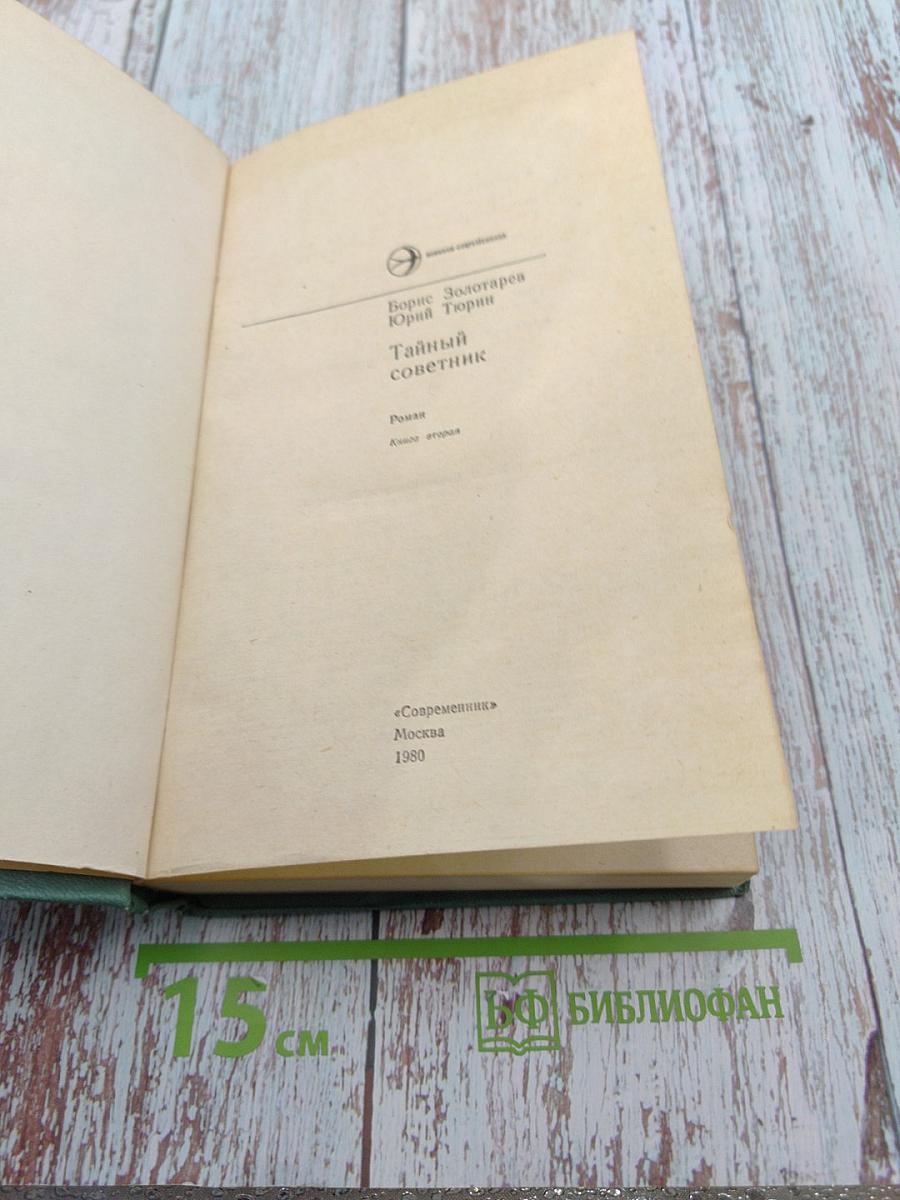 Борис Золотарев
Юрий Тюрин
Тайный
советник
Роман
Книга вторая
«Современник»
Москва
1980
15 см
БФ БИБЛИОФАН